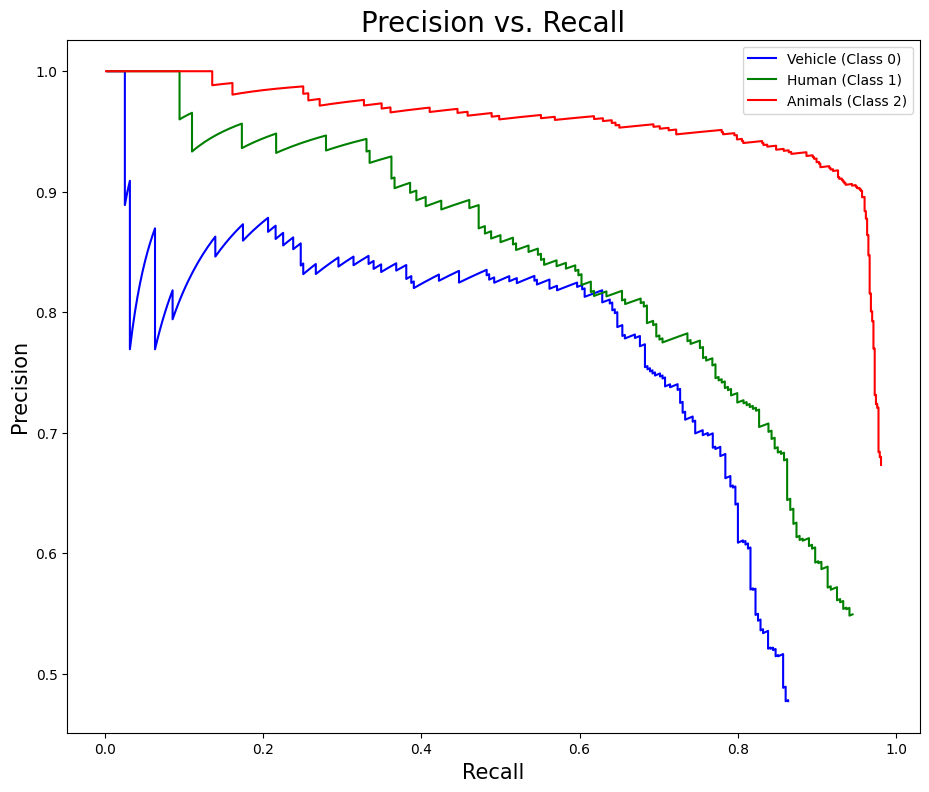 Precision vs. Recall
Vehicle (Class 0)
Human (Class 1)
Animals (Class 2)
1.0
0.9
0.8
0.7
0.6
0.5
Precision
0.0 0.2 0.4 0.6 0.8 1.0
Recall